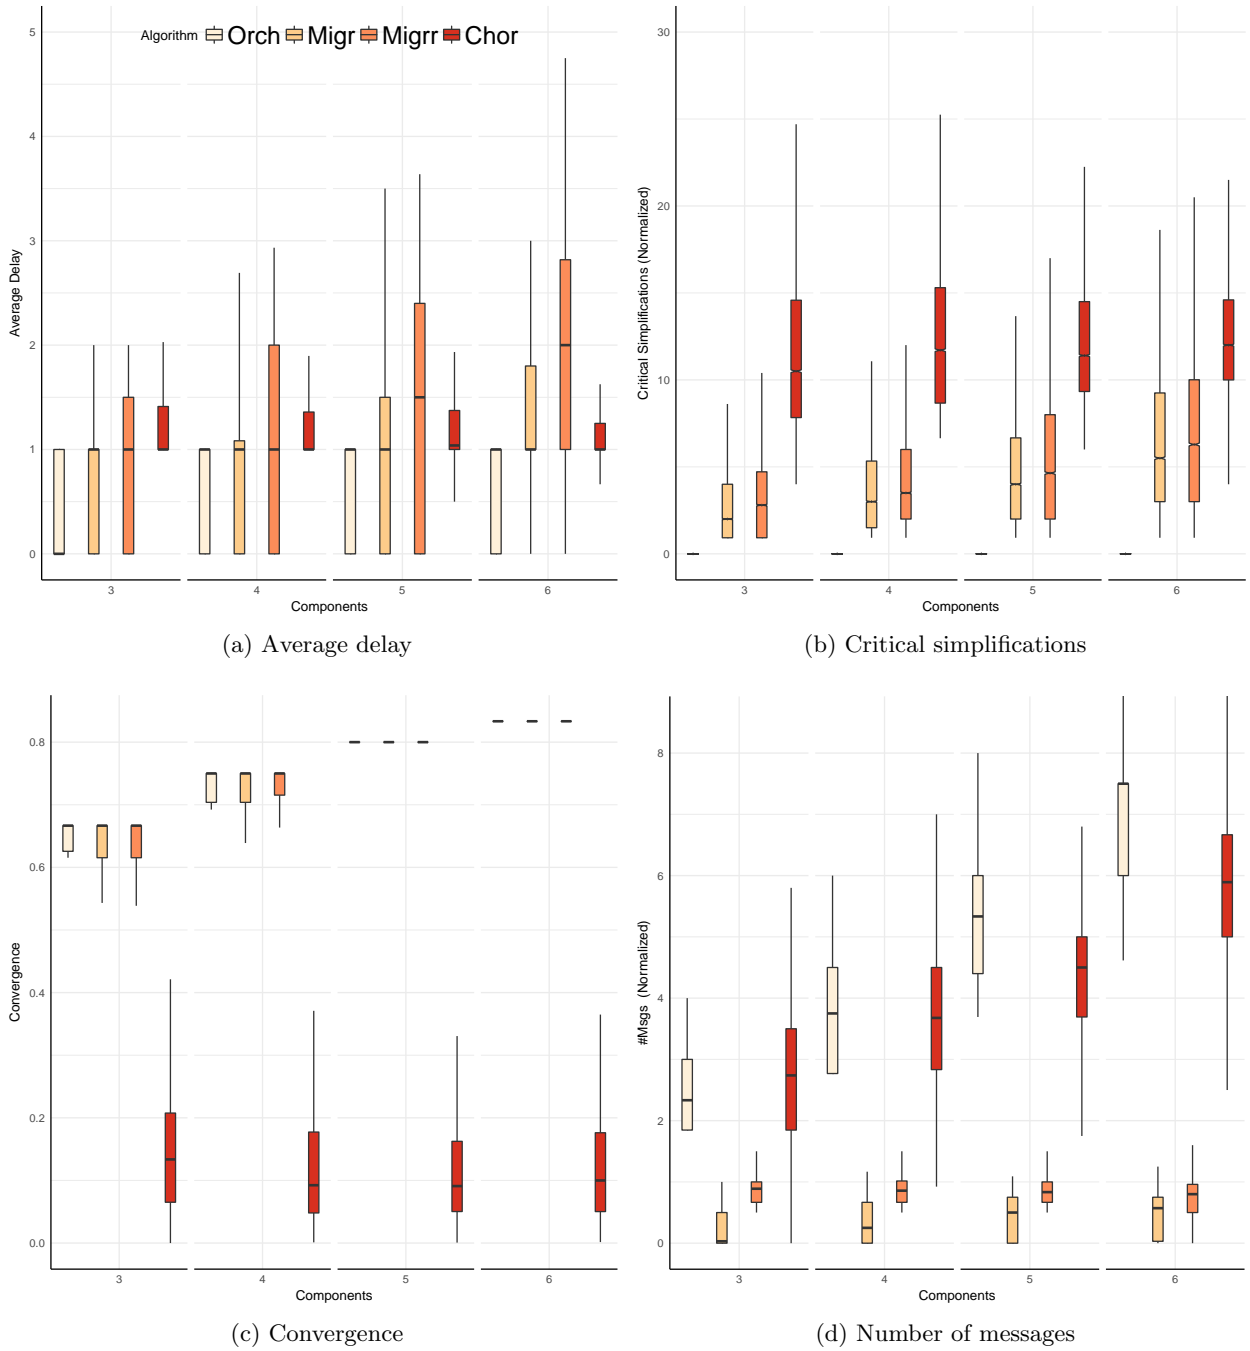 Algorithm Orch Migr Migrr Chor
5
4
3
2
1
0
Average Delay
3 4 5 6
Components
(a) Average delay
30
20
10
0
Critical Simplifications (Normalized)
3 4 5 6
Components
(b) Critical simplifications
0.8
0.6
0.4
0.2
0.0
Convergence
3 4 5 6
Components
(c) Convergence
8
6
4
2
0
#Msgs (Normalized)
3 4 5 6
Components
(d) Number of messages